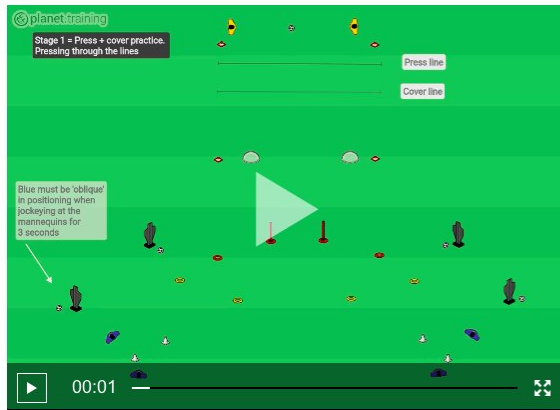 planet.training
Stage 1 = Press + cover practice.
Pressing through the lines
Press line
Cover line
Blue must be 'oblique'
in positioning when
jockeying at the
mannequins for
3 seconds
00:01